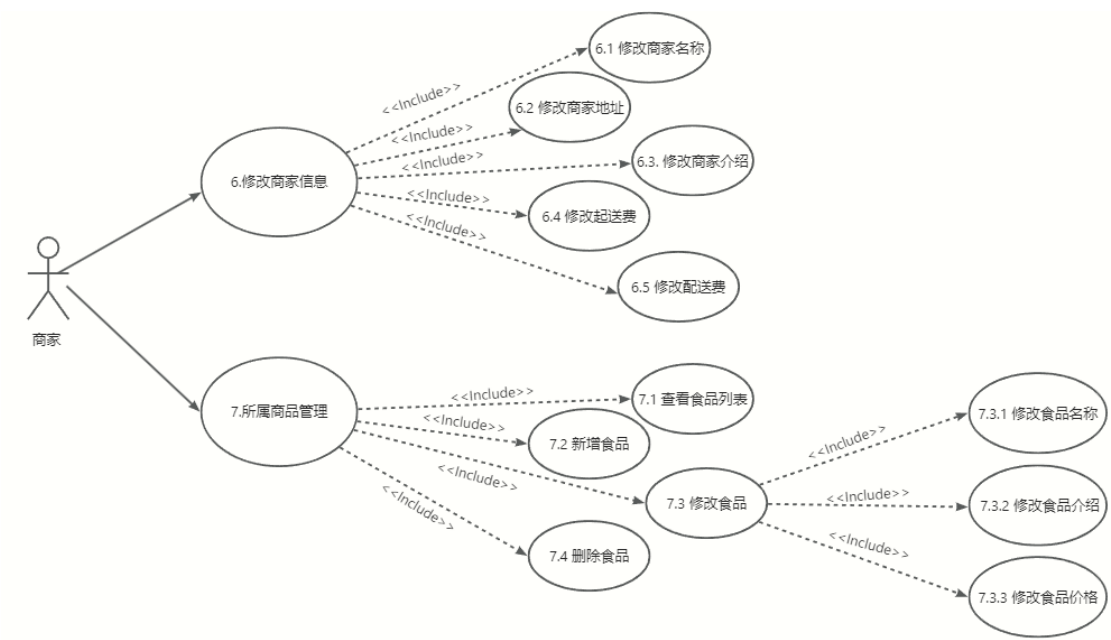 6.1 修改商家名称
<<Include>>
6.2 修改商家地址
<<Include>>
6.3. 修改商家介绍
<<Include>>
6.修改商家信息
<<Include>>
6.4 修改起送费
<<Include>>
6.5 修改配送费
商家
7.所属商品管理
<<Include>>
7.1 查看食品列表
<<Include>>
7.2 新增食品
<<Include>>
7.3 修改食品
<<Include>>
7.4 删除食品
<<Include>>
7.3.1 修改食品名称
<<Include>>
7.3.2 修改食品介绍
<<Include>>
7.3.3 修改食品价格